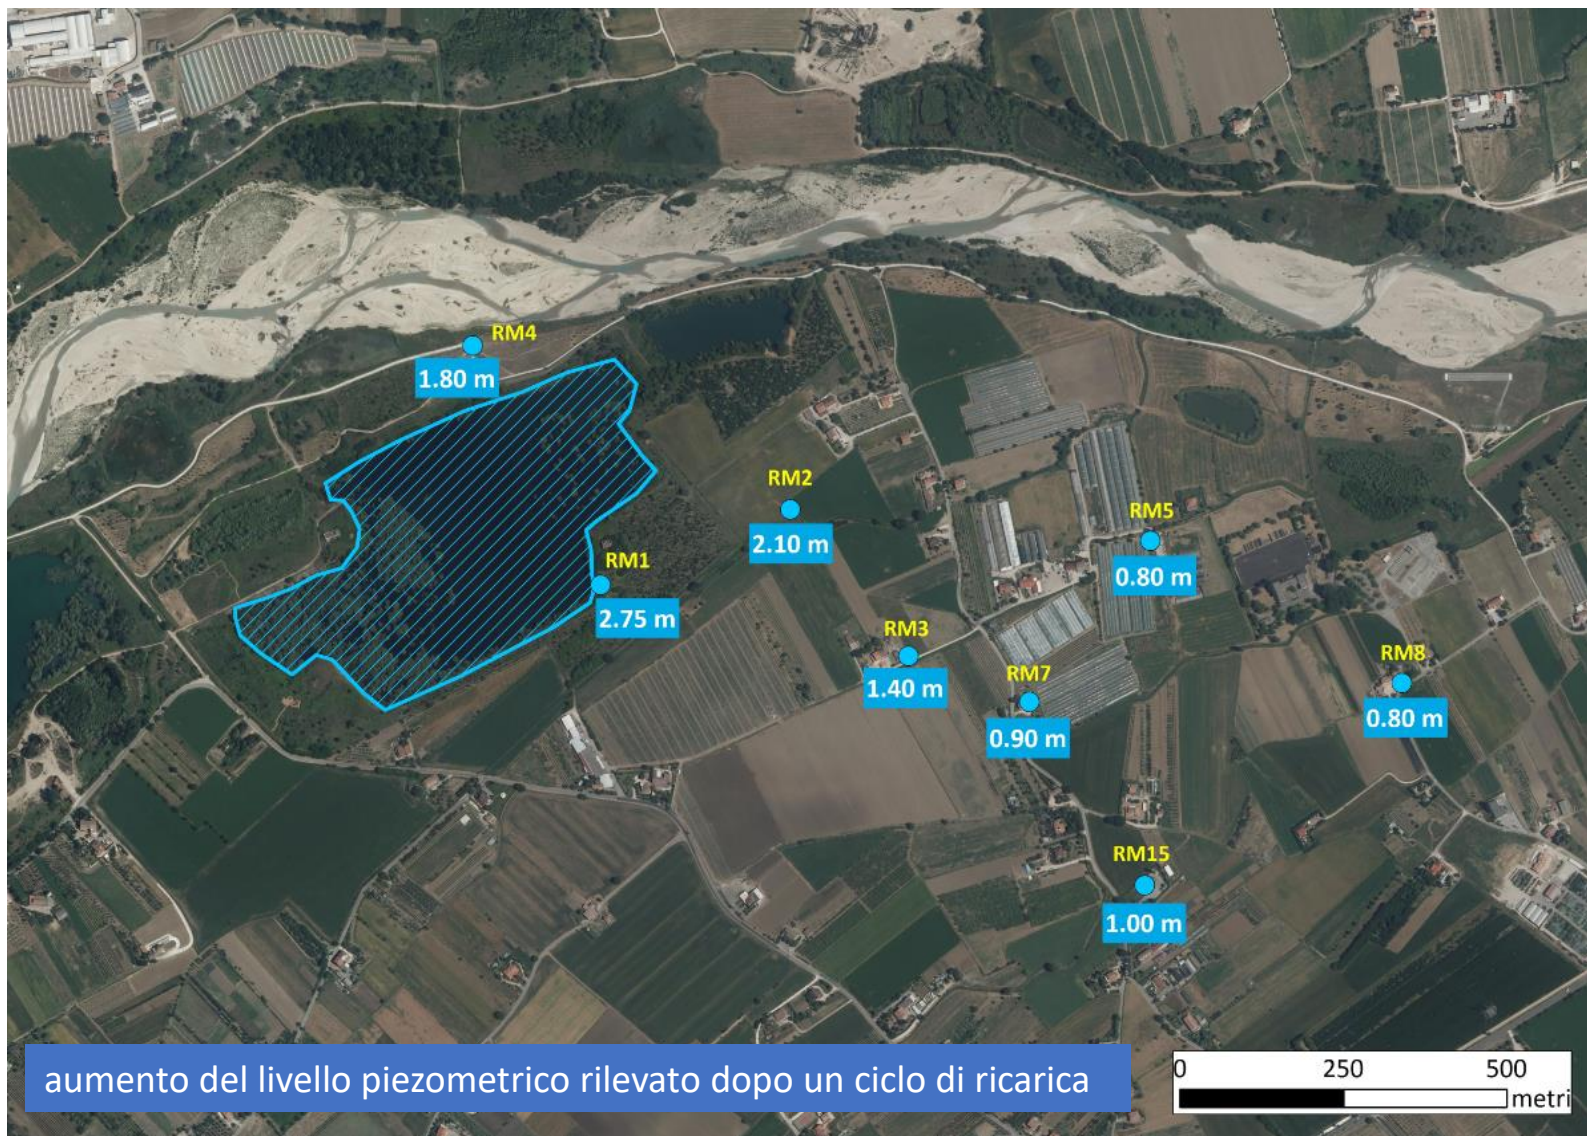 RM4
1.80 m
RM2
2.10 m
RM5
0.80 m
RM1
2.75 m
RM3
1.40 m
RM7
0.90 m
RM8
0.80 m
RM15
1.00 m
aumento del livello piezometrico rilevato dopo un ciclo di ricarica
0 250 500
metri